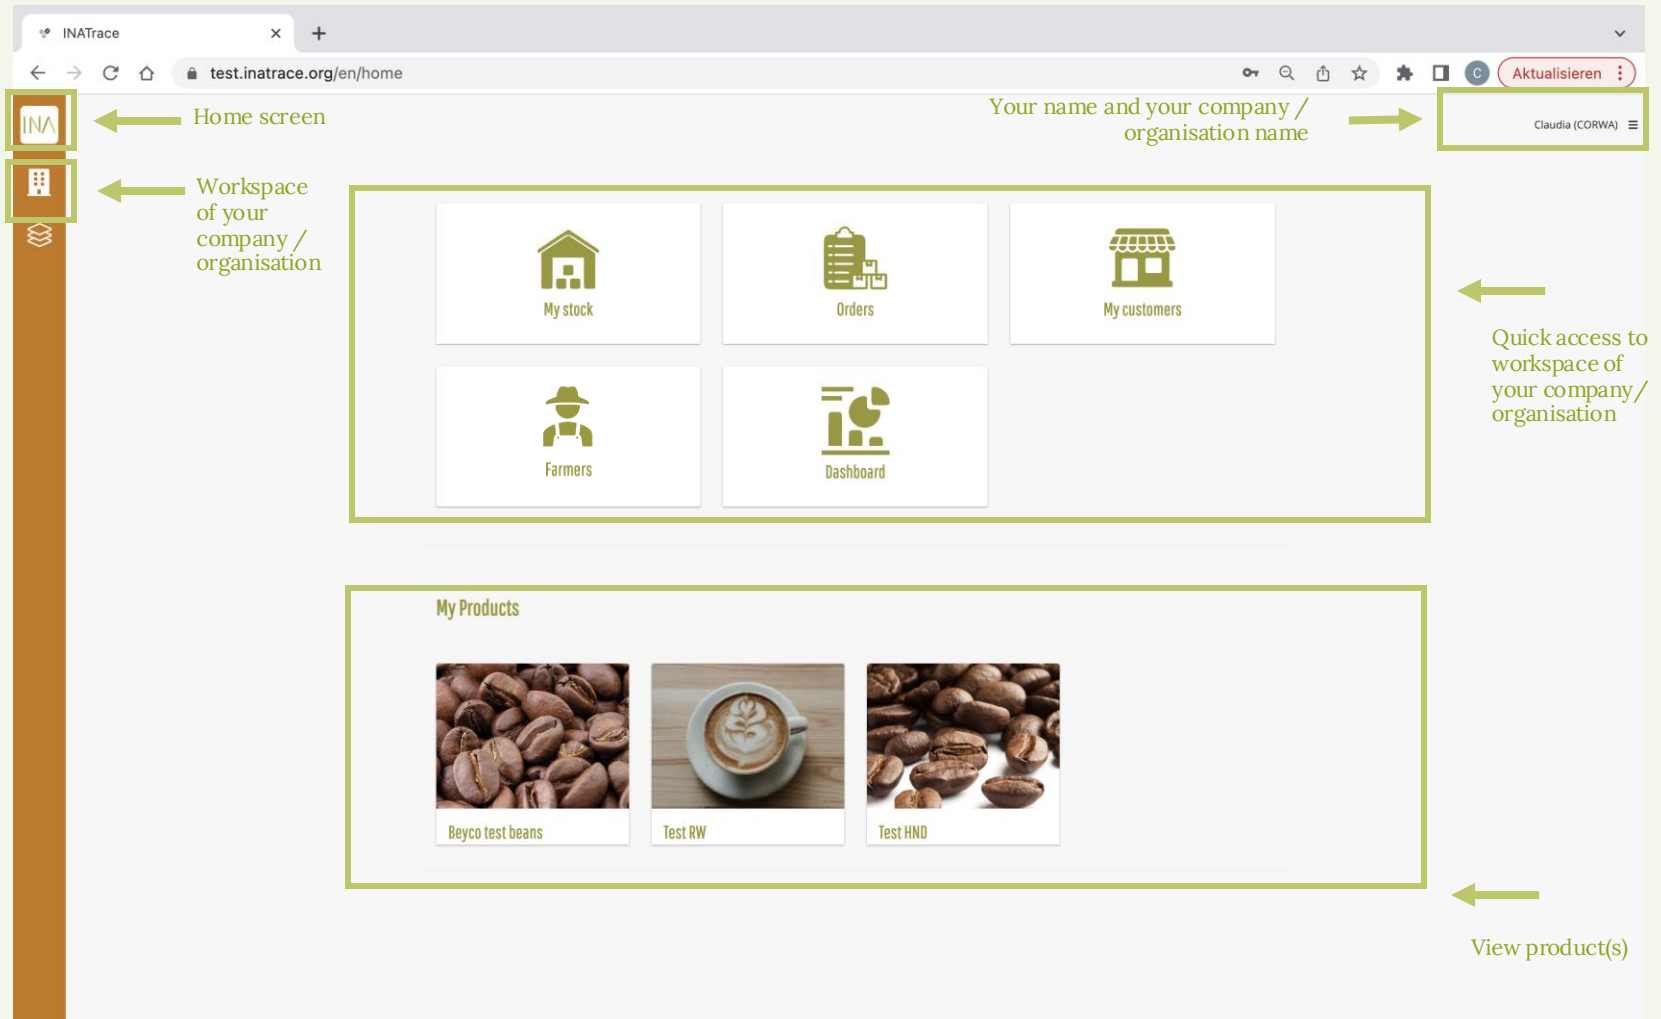 INATrace
test.inatrace.org/en/home
C
Aktualisieren
INA
Home screen
Your name and your company /
organisation name
Claudia (CORWA)
Workspace
of your
company /
organisation
My stock
Orders
My customers
Quick access to
workspace of
your company/
organisation
Farmers
Dashboard
My Products
Beyco test beans
Test RW
Test HND
View product(s)